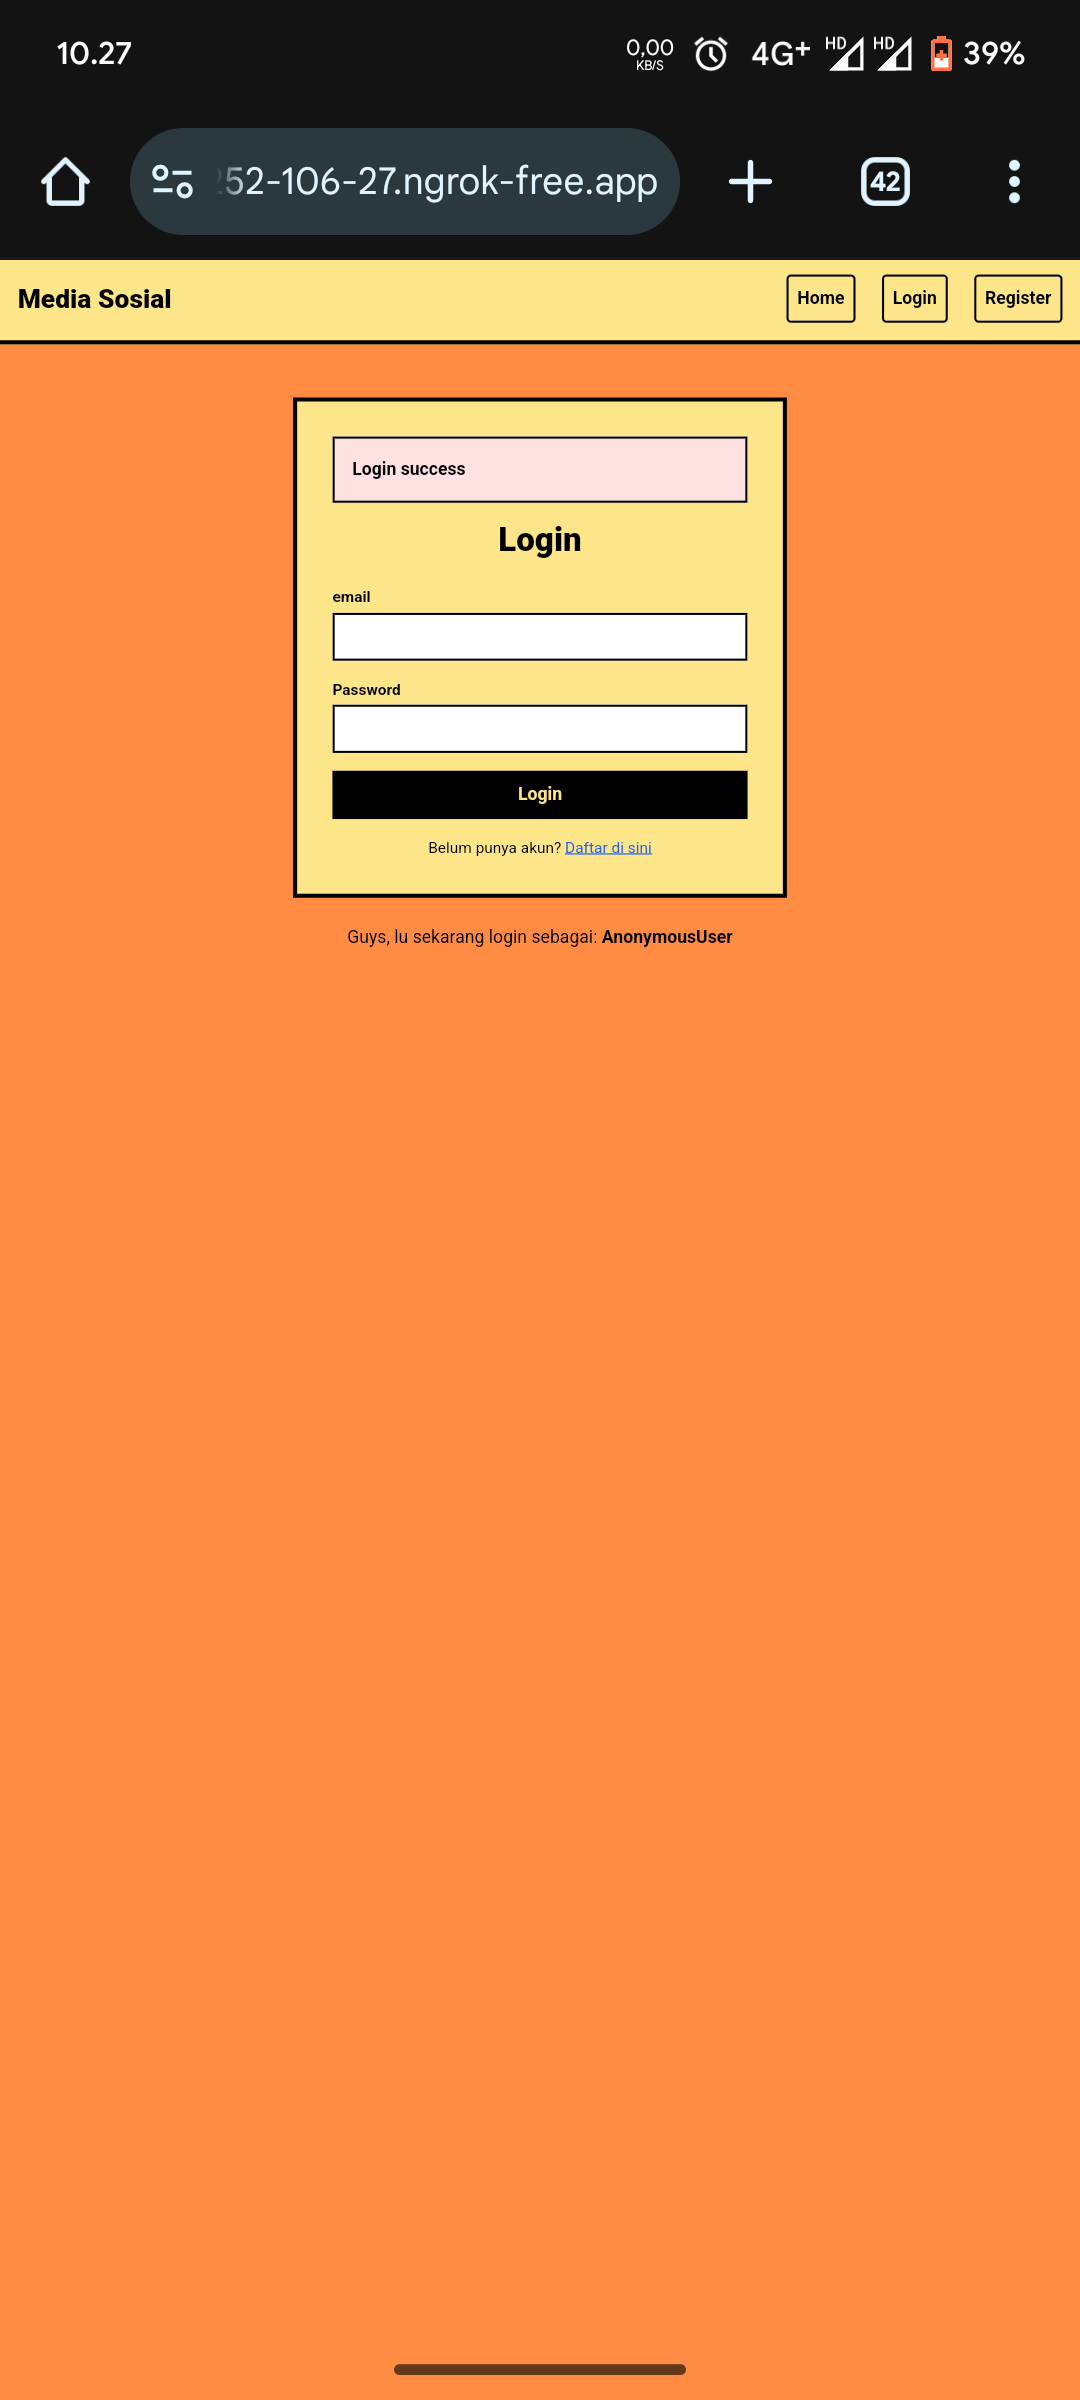 10.27
0,00
KB/S
4G+
HD
HD
39%
52-106-27.ngrok-free.app
42
Media Sosial
Home
Login
Register
Login success
Login
email
Password
Login
Belum punya akun? Daftar di sini
Guys, lu sekarang login sebagai: AnonymousUser